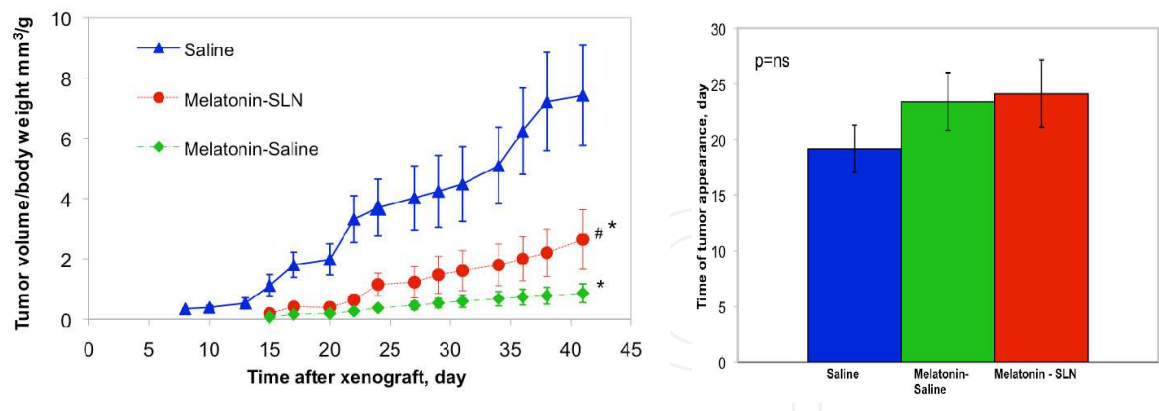 10
8
6
4
2
0
Tumor volume/body weight mm³/g
Saline
Melatonin-SLN
Melatonin-Saline
# *
*
0 5 10 15 20 25 30 35 40 45
Time after xenograft, day
30
25
20
15
10
5
0
Time of tumor appearance, day
p=ns
Saline
Melatonin-
Saline
Melatonin - SLN